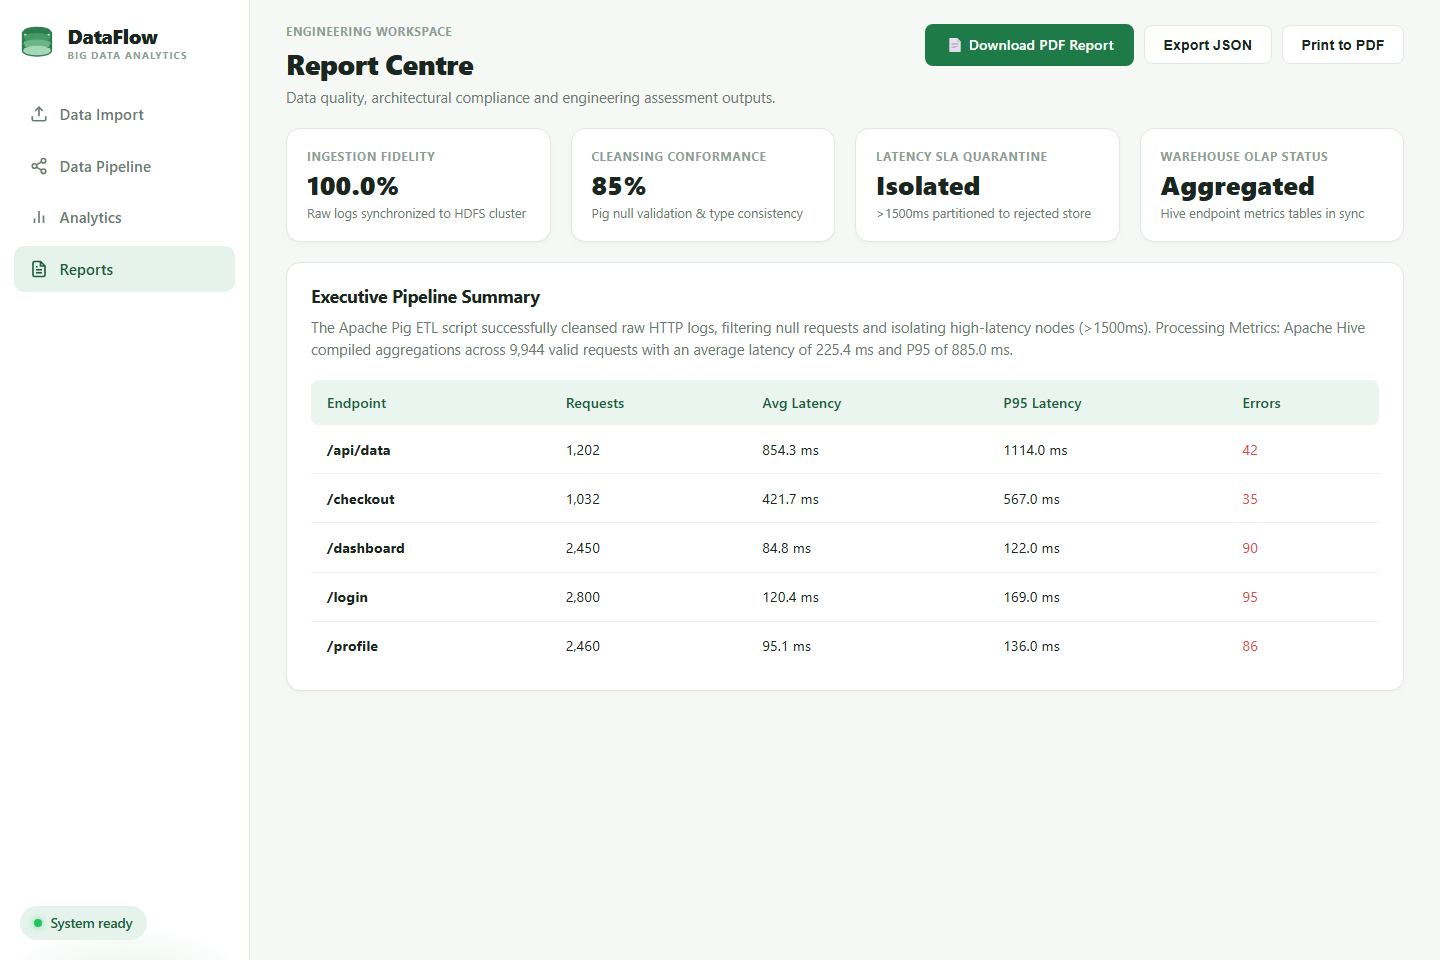 DataFlow
BIG DATA ANALYTICS
Data Import
Data Pipeline
Analytics
Reports
System ready
ENGINEERING WORKSPACE
Report Centre
Data quality, architectural compliance and engineering assessment outputs.
Download PDF Report
Export JSON
Print to PDF
INGESTION FIDELITY
100.0%
Raw logs synchronized to HDFS cluster
CLEANSING CONFORMANCE
85%
Pig null validation & type consistency
LATENCY SLA QUARANTINE
Isolated
>1500ms partitioned to rejected store
WAREHOUSE OLAP STATUS
Aggregated
Hive endpoint metrics tables in sync
Executive Pipeline Summary
The Apache Pig ETL script successfully cleansed raw HTTP logs, filtering null requests and isolating high-latency nodes (>1500ms). Processing Metrics: Apache Hive
compiled aggregations across 9,944 valid requests with an average latency of 225.4 ms and P95 of 885.0 ms.
Endpoint Requests Avg Latency P95 Latency Errors
/api/data 1,202 854.3 ms 1114.0 ms 42
/checkout 1,032 421.7 ms 567.0 ms 35
/dashboard 2,450 84.8 ms 122.0 ms 90
/login 2,800 120.4 ms 169.0 ms 95
/profile 2,460 95.1 ms 136.0 ms 86